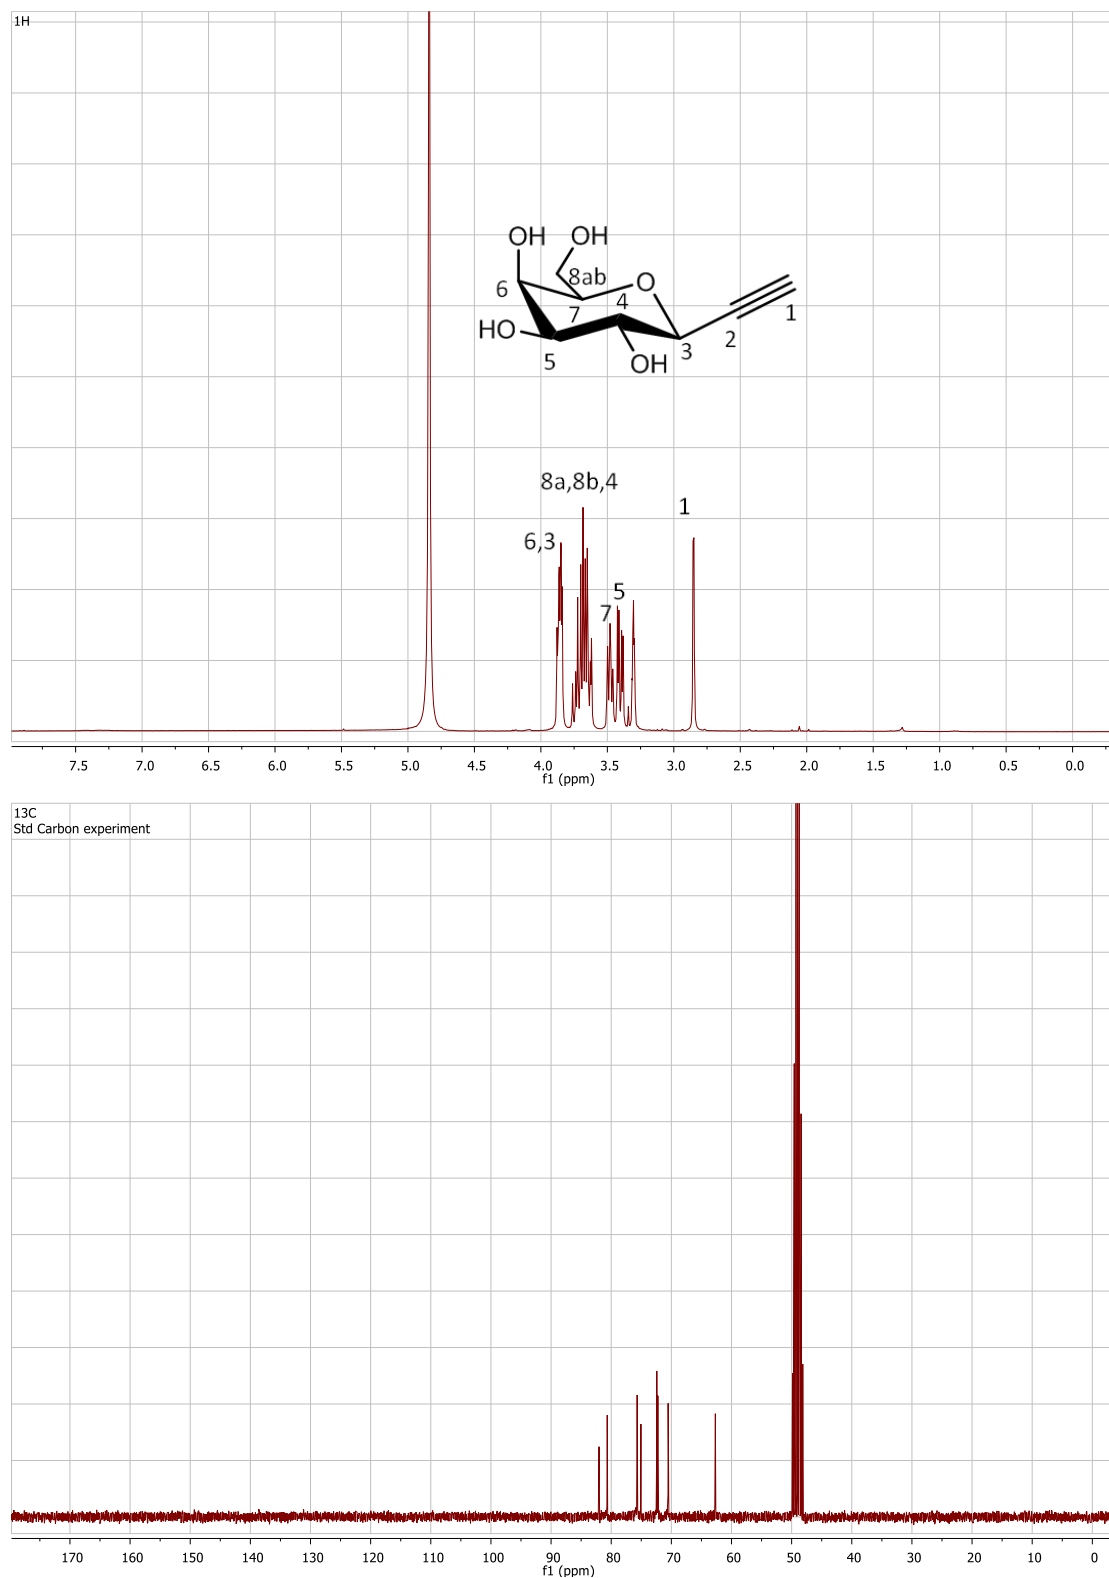 1H
OH OH
8ab O
6 4
7 1
HO 2
5 OH 3
8a,8b,4
1
6,3
5
7
7.5 7.0 6.5 6.0 5.5 5.0 4.5 4.0 3.5 3.0 2.5 2.0 1.5 1.0 0.5 0.0
f1 (ppm)
13C
Std Carbon experiment
170 160 150 140 130 120 110 100 90 80 70 60 50 40 30 20 10 0
f1 (ppm)